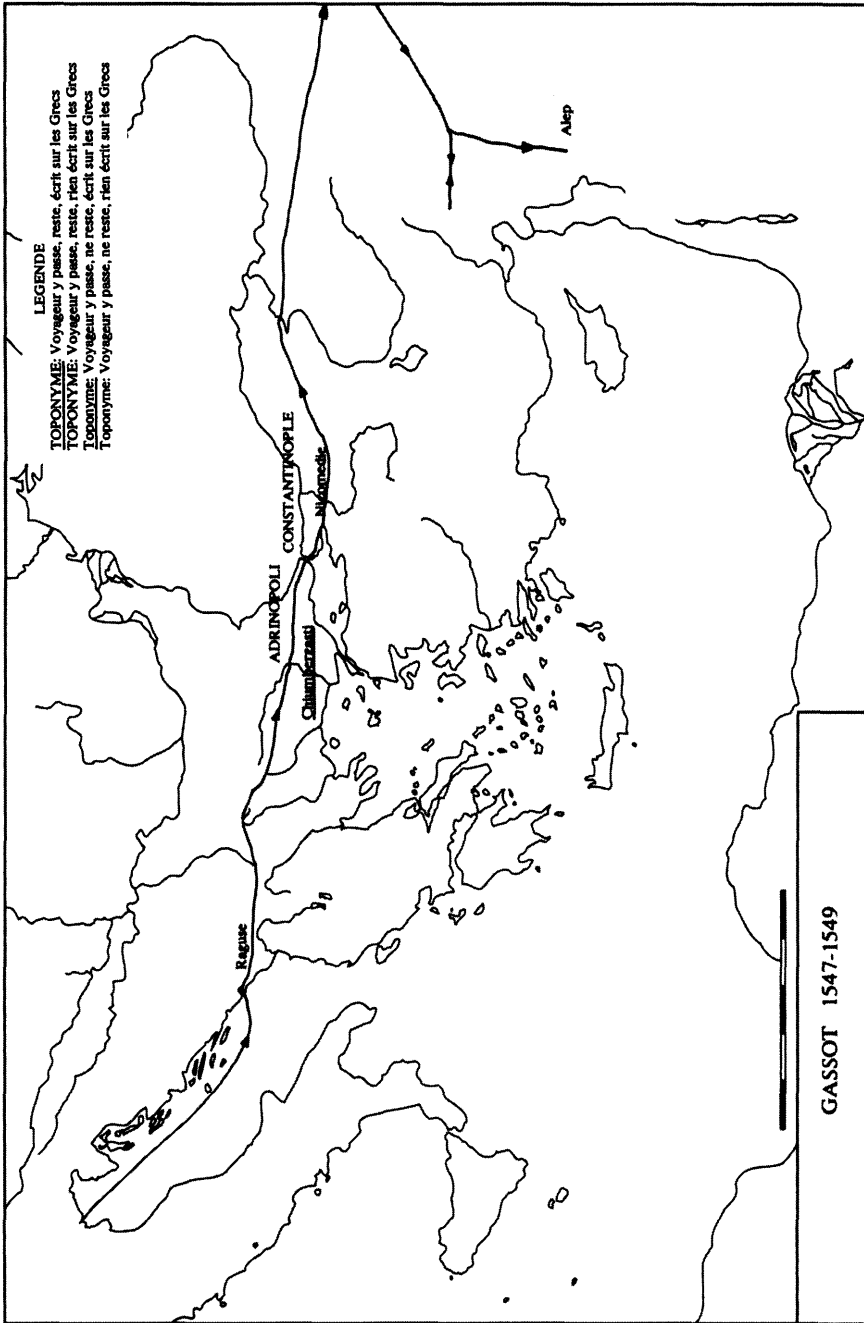 LEGENDE
TOPONYME: Voyageur y passe, reste, écrit sur les Grecs
TOPONYME: Voyageur y passe, reste, rien écrit sur les Grecs
Toponyme: Voyageur y passe, ne reste, écrit sur les Grecs
Toponyme: Voyageur y passe, ne reste, rien écrit sur les Grecs
Raguse
ADRINOPOLI
Chiumberzasti
CONSTANTINOPLE
Nicomedie
Alep
GASSOT 1547-1549